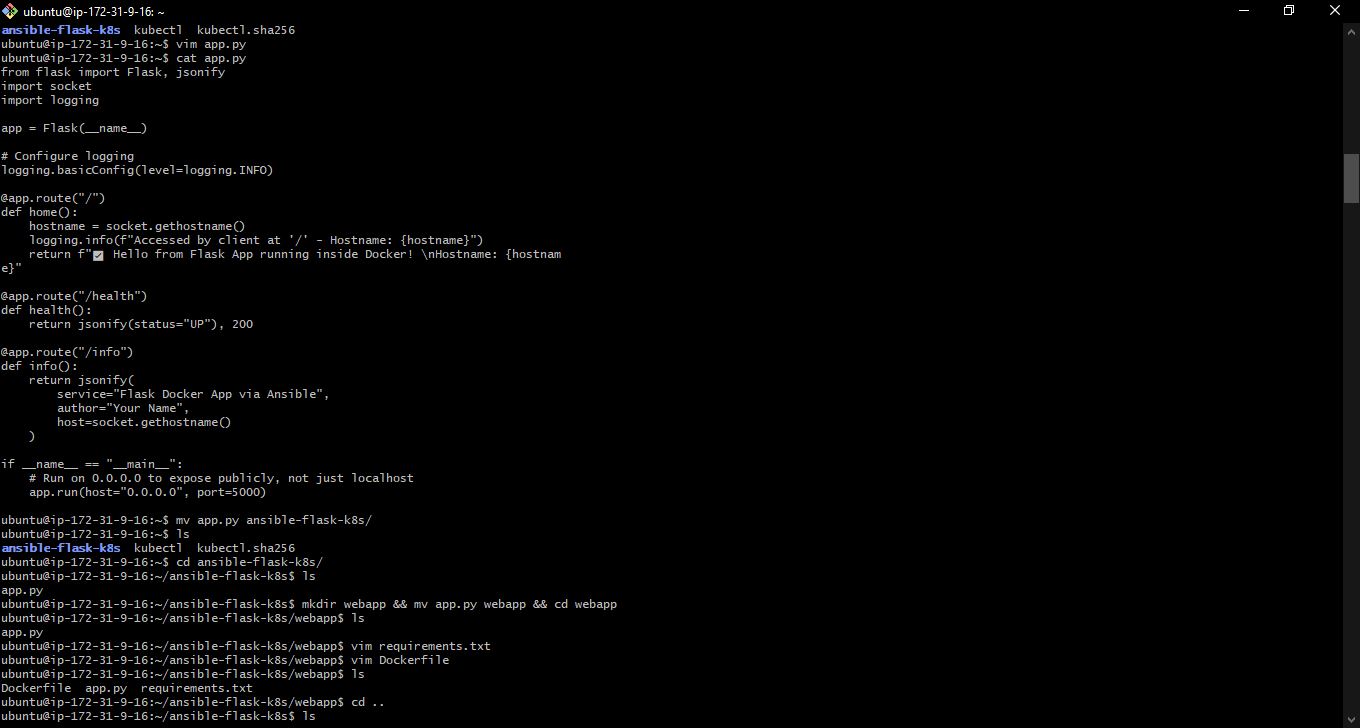 ubuntu@ip-172-31-9-16: ~
ansible-flask-k8s  kubectl  kubectl.sha256
ubuntu@ip-172-31-9-16:~$ vim app.py
ubuntu@ip-172-31-9-16:~$ cat app.py
from flask import Flask, jsonify
import socket
import logging

app = Flask(__name__)

# Configure logging
logging.basicConfig(level=logging.INFO)

@app.route("/")
def home():
    hostname = socket.gethostname()
    logging.info(f"Accessed by client at '/' - Hostname: {hostname}")
    return f"✅ Hello from Flask App running inside Docker! \nHostname: {hostnam
e}"

@app.route("/health")
def health():
    return jsonify(status="UP"), 200

@app.route("/info")
def info():
    return jsonify(
        service="Flask Docker App via Ansible",
        author="Your Name",
        host=socket.gethostname()
    )

if __name__ == "__main__":
    # Run on 0.0.0.0 to expose publicly, not just localhost
    app.run(host="0.0.0.0", port=5000)

ubuntu@ip-172-31-9-16:~$ mv app.py ansible-flask-k8s/
ubuntu@ip-172-31-9-16:~$ ls
ansible-flask-k8s  kubectl  kubectl.sha256
ubuntu@ip-172-31-9-16:~$ cd ansible-flask-k8s/
ubuntu@ip-172-31-9-16:~/ansible-flask-k8s$ ls
app.py
ubuntu@ip-172-31-9-16:~/ansible-flask-k8s$ mkdir webapp && mv app.py webapp && cd webapp
ubuntu@ip-172-31-9-16:~/ansible-flask-k8s/webapp$ ls
app.py
ubuntu@ip-172-31-9-16:~/ansible-flask-k8s/webapp$ vim requirements.txt
ubuntu@ip-172-31-9-16:~/ansible-flask-k8s/webapp$ vim Dockerfile
ubuntu@ip-172-31-9-16:~/ansible-flask-k8s/webapp$ ls
Dockerfile  app.py  requirements.txt
ubuntu@ip-172-31-9-16:~/ansible-flask-k8s/webapp$ cd ..
ubuntu@ip-172-31-9-16:~/ansible-flask-k8s$ ls